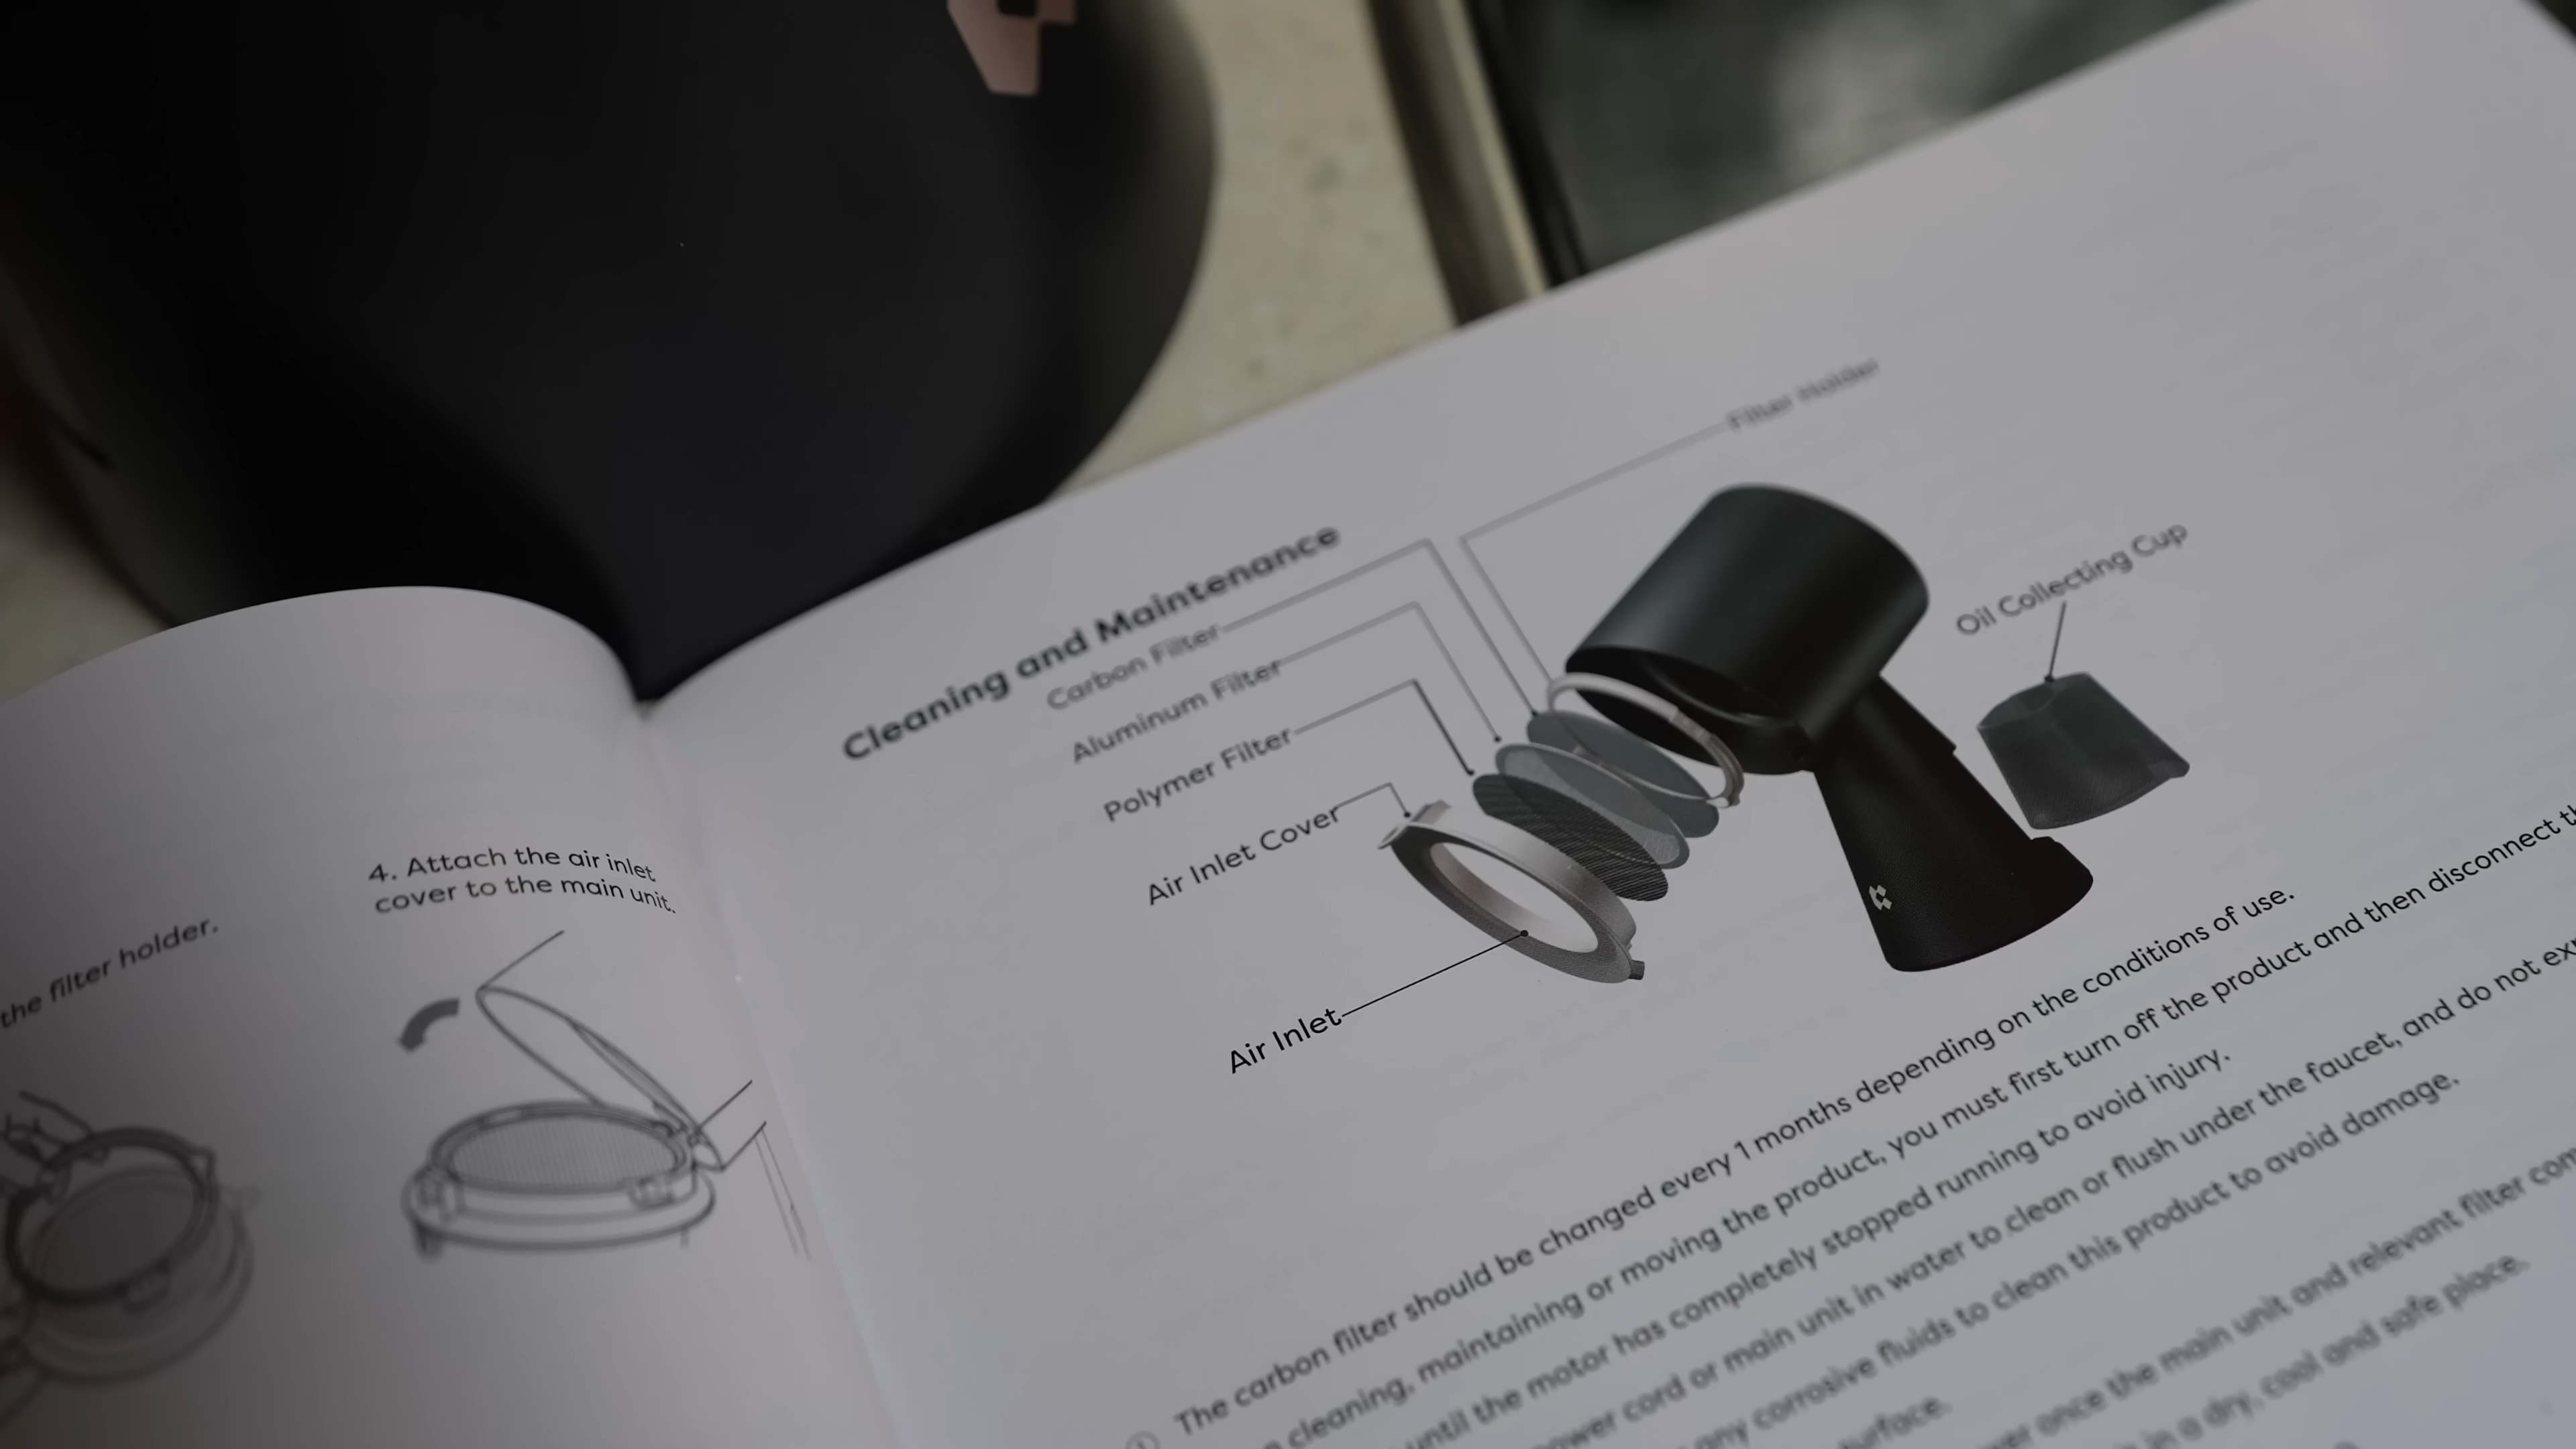 the filter holder.
4. Attach the air inlet
cover to the main unit.
Cleaning and Maintenance
Filter Holder
Carbon Filter
Aluminum Filter
Polymer Filter
Air Inlet Cover
Air Inlet
Oil Collecting Cup
The carbon filter should be changed every 1 months depending on the conditions of use.
cleaning, maintaining or moving the product, you must first turn off the product and then disconnect
until the motor has completely stopped running to avoid injury.
power cord or main unit in water to clean or flush under the faucet, and do not
any corrosive fluids to clean this product to avoid damage.
surface.
once the main unit and relevant filter
in a dry, cool and safe place.